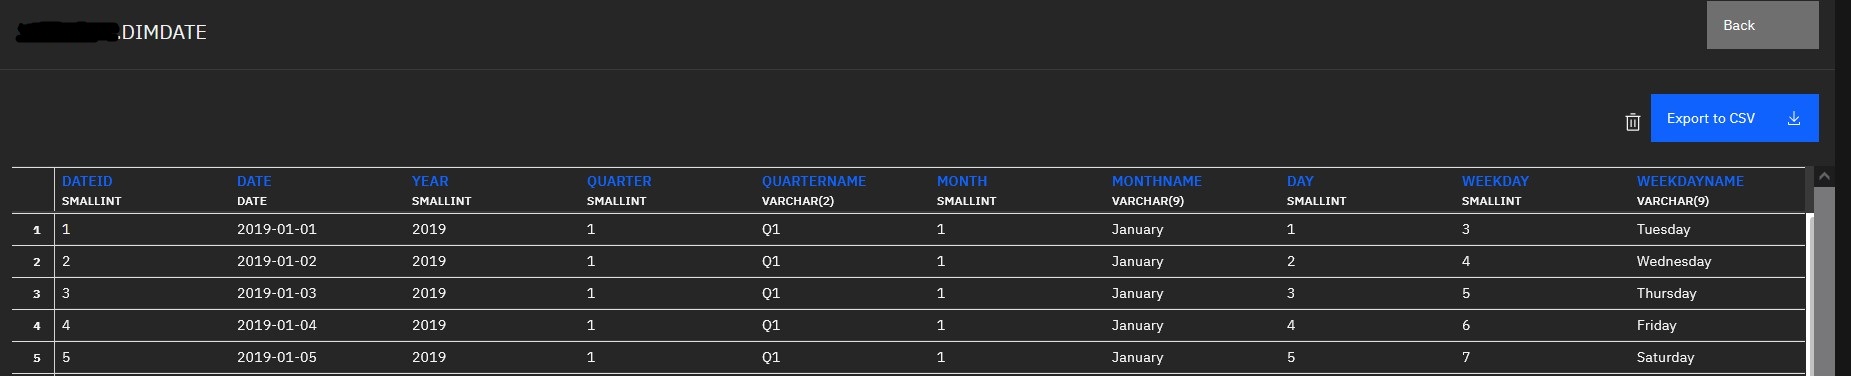 .DIMDATE
Back
Export to CSV
DATEID DATE YEAR QUARTER QUARTERNAME MONTH MONTHNAME DAY WEEKDAY WEEKDAYNAME
SMALLINT DATE SMALLINT SMALLINT VARCHAR(2) SMALLINT VARCHAR(9) SMALLINT SMALLINT VARCHAR(9)
1 1 2019-01-01 2019 1 Q1 1 January 1 3 Tuesday
2 2 2019-01-02 2019 1 Q1 1 January 2 4 Wednesday
3 3 2019-01-03 2019 1 Q1 1 January 3 5 Thursday
4 4 2019-01-04 2019 1 Q1 1 January 4 6 Friday
5 5 2019-01-05 2019 1 Q1 1 January 5 7 Saturday